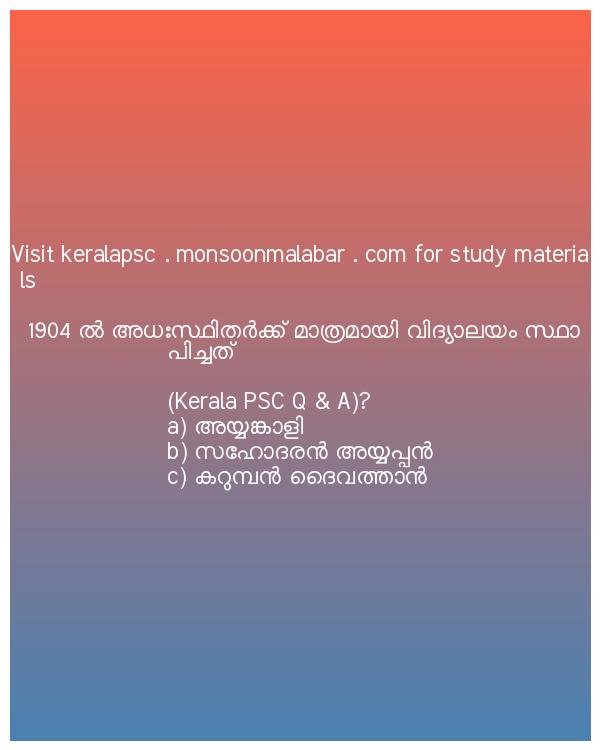 Visit keralapsc . monsoonmalabar . com for study materia
ls
1904 ൽ അധഃസ്ഥിതർക്ക് മാത്രമായി വിദ്യാലയം സ്ഥാ
പിച്ചത്
(Kerala PSC Q & A)?
a) അയ്യങ്കാളി
b) സഹോദരൻ അയ്യപ്പൻ
c) കറുമ്പൻ ദൈവത്താൻ